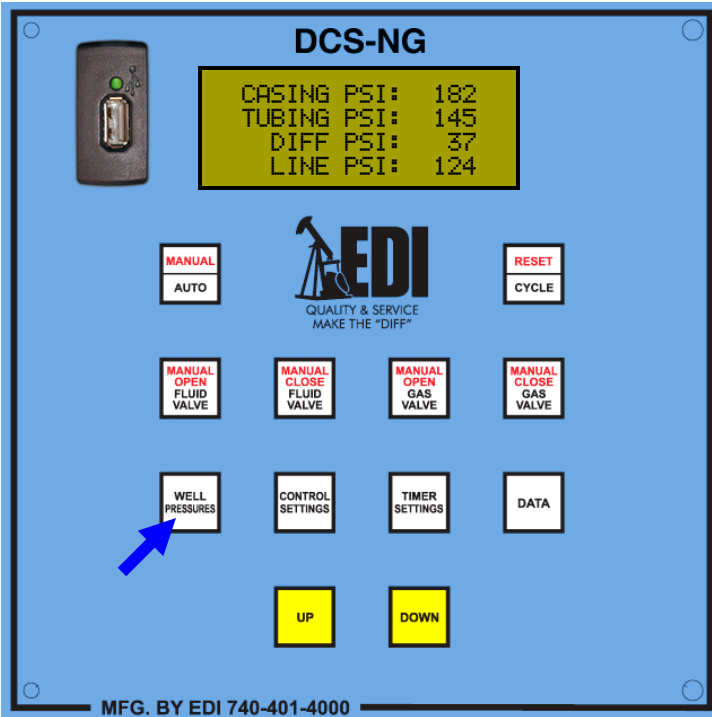 DCS-NG
CASING PSI: 182
TUBING PSI: 145
DIFF PSI: 37
LINE PSI: 124
EDI
QUALITY & SERVICE
MAKE THE "DIFF"
MANUAL
AUTO
RESET
CYCLE
MANUAL
OPEN
FLUID
VALVE
MANUAL
CLOSE
FLUID
VALVE
MANUAL
OPEN
GAS
VALVE
MANUAL
CLOSE
GAS
VALVE
WELL
PRESSURES
CONTROL
SETTINGS
TIMER
SETTINGS
DATA
UP
DOWN
MFG. BY EDI 740-401-4000